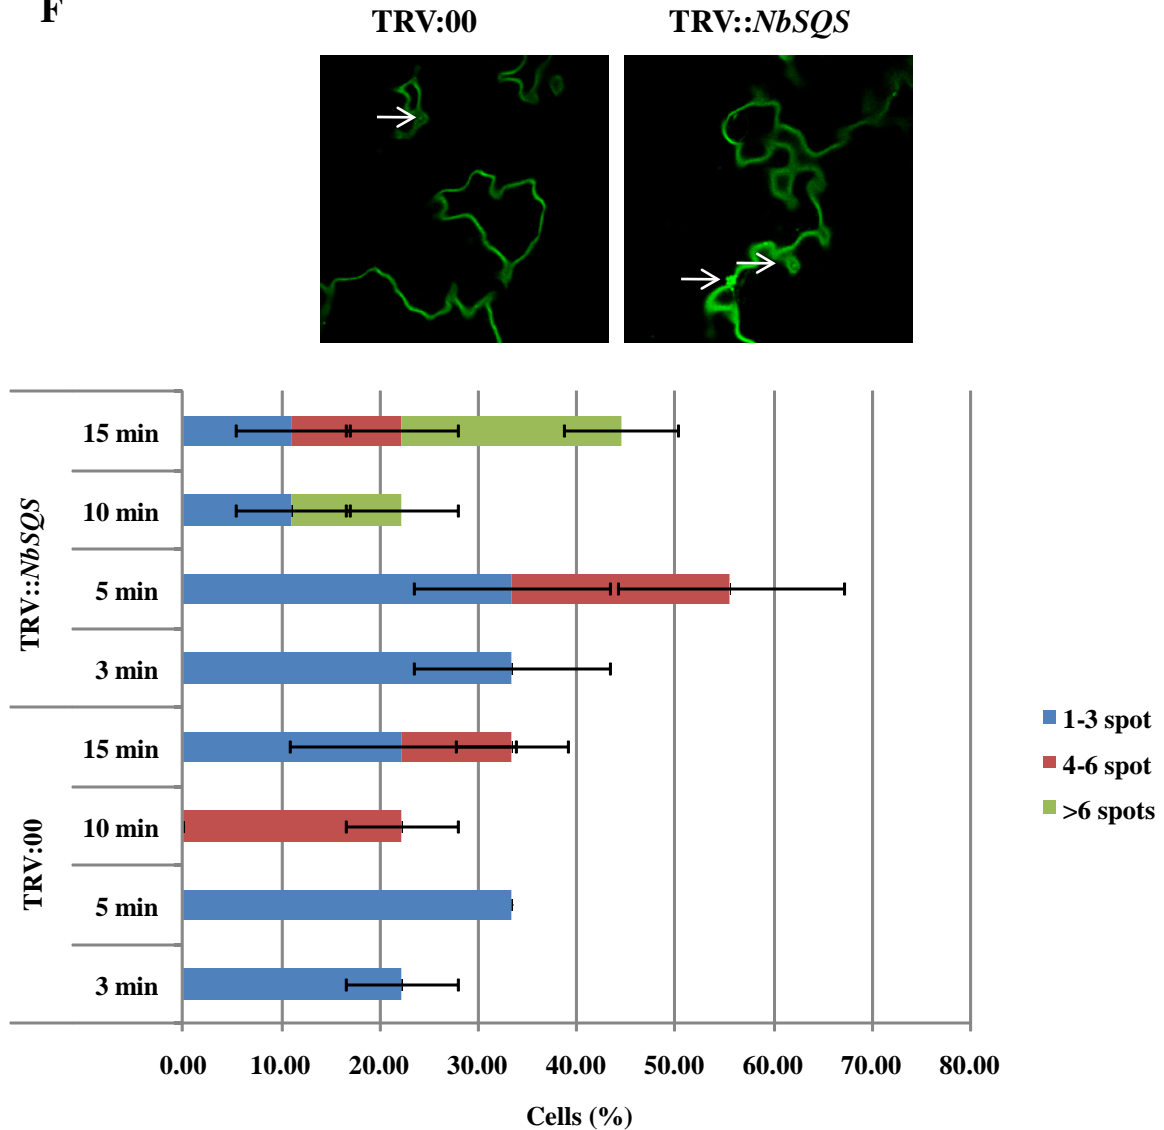 F
TRV:00
TRV::NbSQS
TRV::NbSQS
15 min
10 min
5 min
3 min
TRV:00
15 min
10 min
5 min
3 min
1-3 spot
4-6 spot
>6 spots
0.00 10.00 20.00 30.00 40.00 50.00 60.00 70.00 80.00
Cells (%)